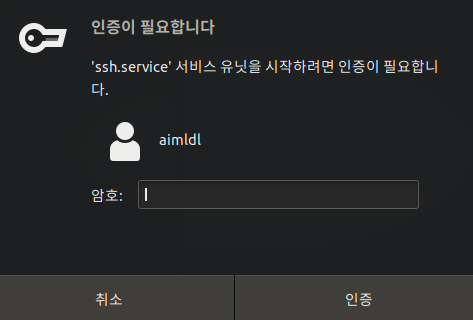 인증이 필요합니다
'ssh.service' 서비스 유닛을 시작하려면 인증이 필요합니
다.
aimldl
암호:
취소
인증